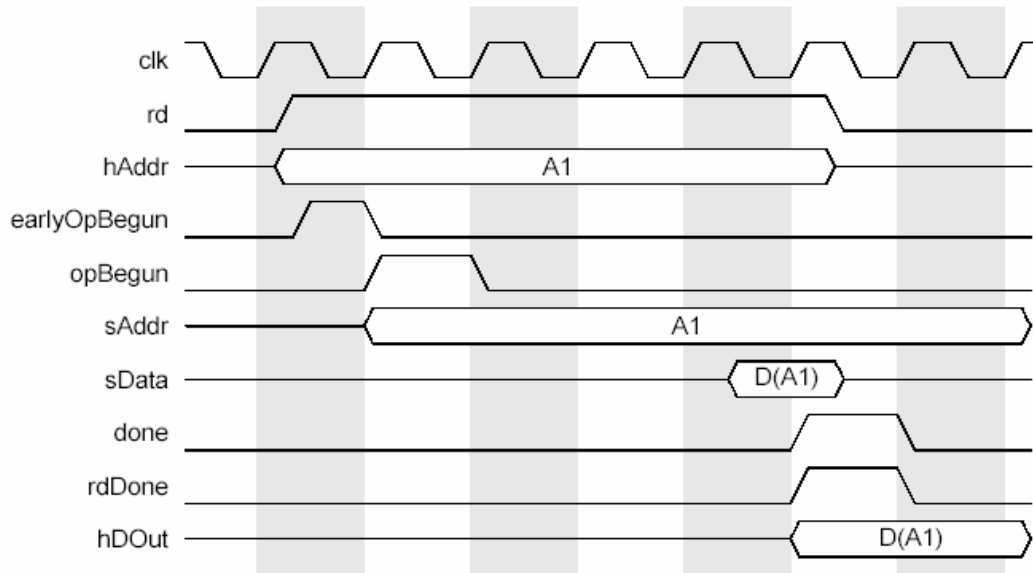 clk
rd
hAddr A1
earlyOpBegun
opBegun
sAddr A1
sData D(A1)
done
rdDone
hDOut D(A1)